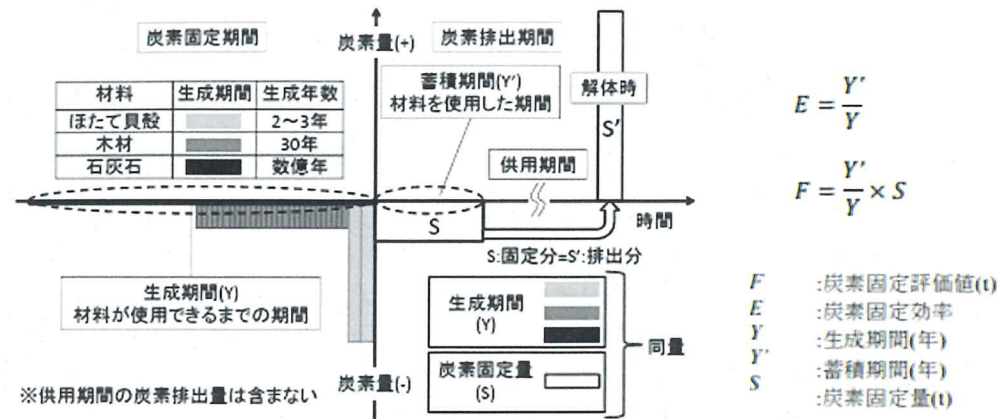 炭素固定期間
炭素量(+)
炭素排出期間
材料 生成期間 生成年数
ほたて貝殻 2～3年
木材 30年
石灰石 数億年
蓄積期間(Y')
材料を使用した期間
解体時
S'
供用期間
時間
S
S:固定分=S':排出分
生成期間(Y)
材料が使用できるまでの期間
生成期間
(Y)
炭素固定量
(S)
同量
炭素量(-)
※供用期間の炭素排出量は含まない
E = Y'/Y
F = Y'/Y × S
F :炭素固定評価値(t)
E :炭素固定効率
Y :生成期間(年)
Y' :蓄積期間(年)
S :炭素固定量(t)